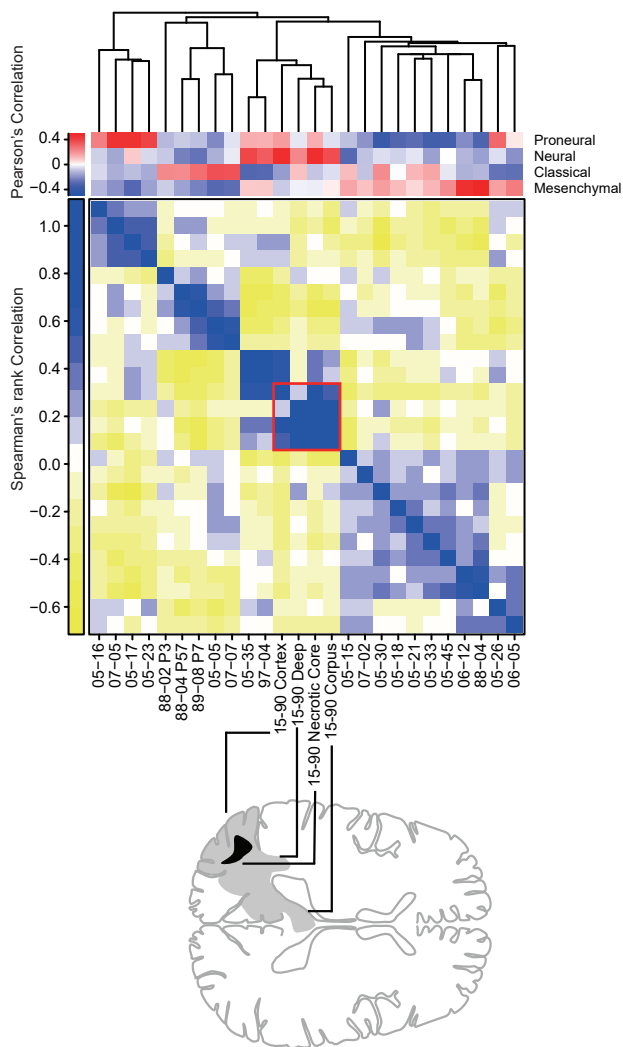 Pearson's Correlation
0.4
0
−0.4
Proneural
Neural
Classical
Mesenchymal
Spearman's rank Correlation
1.0
0.8
0.6
0.4
0.2
0.0
−0.2
−0.4
−0.6
05−16
07−05
05−17
05−23
88−02 P3
88−04 P57
89−08 P7
05−05
07−07
05−35
97−04
15-90 Cortex
15-90 Deep
15-90 Necrotic Core
15-90 Corpus
05−15
07−02
05−30
05−18
05−21
05−33
05−45
06−12
88−04
05−26
06−05